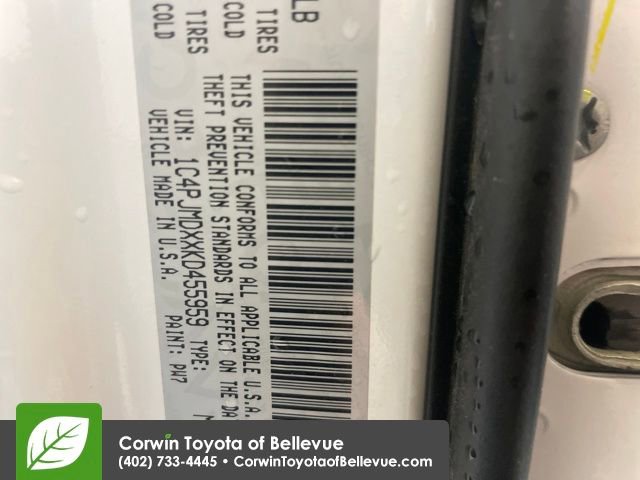 LB
TIRES
COLD
TIRES
COLD
THIS VEHICLE CONFORMS TO ALL APPLICABLE U.S.A.
THEFT PREVENTION STANDARDS IN EFFECT ON THE DA
VIN: 1C4PJMDXXKD455959 TYPE:
VEHICLE MADE IN U.S.A. PAINT: PW7
Corwin Toyota of Bellevue
(402) 733-4445 • CorwinToyotaofBellevue.com